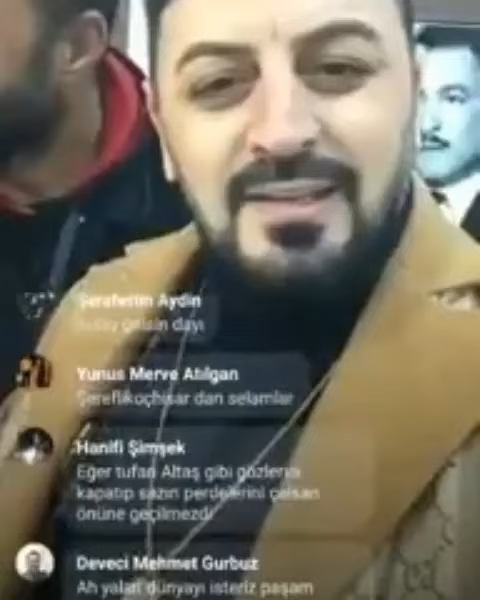 Şerafettin Aydın
gelsin dayı
Yunus Merve Atılgan
Şereflikoçhisar dan selamlar
Hanifi Şimşek
Eğer tufan Altaş gibi gözlerini
kapatıp sazın perdelerini çalsan
önüne geçilmezdi
Deveci Mehmet Gurbuz
Ah yalan dünyayı isteriz paşam